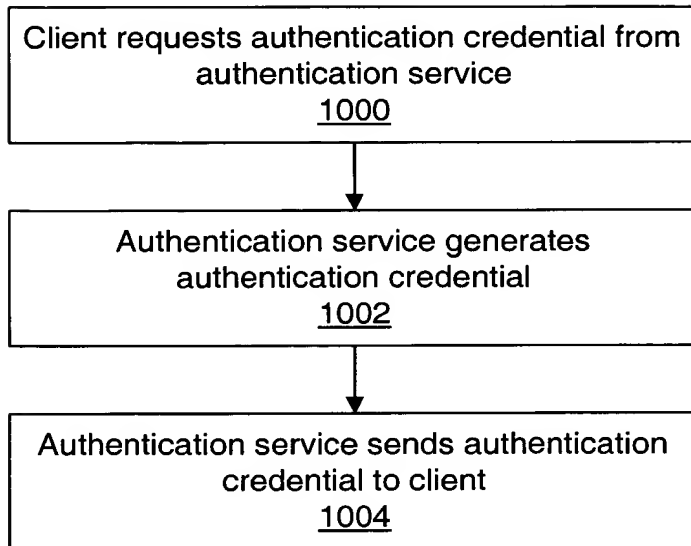 Client requests authentication credential from
authentication service
1000
Authentication service generates
authentication credential
1002
Authentication service sends authentication
credential to client
1004